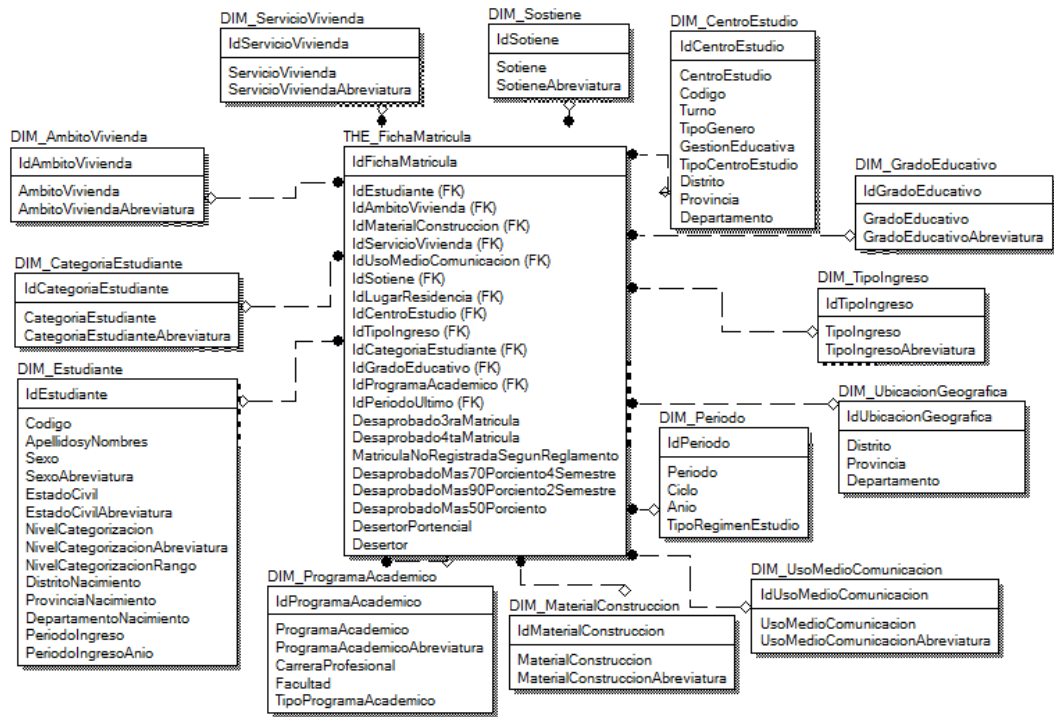 DIM_ServicioVivienda
IdServicioVivienda
ServicioVivienda
ServicioViviendaAbreviatura
DIM_Sostiene
IdSotiene
Sotiene
SotieneAbreviatura
DIM_CentroEstudio
IdCentroEstudio
CentroEstudio
Codigo
Turno
TipoGenero
GestionEducativa
TipoCentroEstudio
Distrito
Provincia
Departamento
DIM_AmbitoVivienda
IdAmbitoVivienda
AmbitoVivienda
AmbitoViviendaAbreviatura
THE_FichaMatricula
IdFichaMatricula
IdEstudiante (FK)
IdAmbitoVivienda (FK)
IdMaterialConstruccion (FK)
IdServicioVivienda (FK)
IdUsoMedioComunicacion (FK)
IdSotiene (FK)
IdLugarResidencia (FK)
IdCentroEstudio (FK)
IdTipoIngreso (FK)
IdCategoriaEstudiante (FK)
IdGradoEducativo (FK)
IdProgramaAcademico (FK)
IdPeriodoUltimo (FK)
Desaprobado3raMatricula
Desaprobado4taMatricula
MatriculaNoRegistradaSegunReglamento
DesaprobadoMas70Porciento4Semestre
DesaprobadoMas90Porciento2Semestre
DesaprobadoMas50Porciento
DesertorPortencial
Desertor
DIM_GradoEducativo
IdGradoEducativo
GradoEducativo
GradoEducativoAbreviatura
DIM_CategoriaEstudiante
IdCategoriaEstudiante
CategoriaEstudiante
CategoriaEstudianteAbreviatura
DIM_TipoIngreso
IdTipoIngreso
TipoIngreso
TipoIngresoAbreviatura
DIM_Estudiante
IdEstudiante
Codigo
ApellidosyNombres
Sexo
SexoAbreviatura
EstadoCivil
EstadoCivilAbreviatura
NivelCategorizacion
NivelCategorizacionAbreviatura
NivelCategorizacionRango
DistritoNacimiento
ProvinciaNacimiento
DepartamentoNacimiento
PeriodoIngreso
PeriodoIngresoAnio
DIM_UbicacionGeografica
IdUbicacionGeografica
Distrito
Provincia
Departamento
DIM_Periodo
IdPeriodo
Periodo
Ciclo
Anio
TipoRegimenEstudio
DIM_ProgramaAcademico
IdProgramaAcademico
ProgramaAcademico
ProgramaAcademicoAbreviatura
CarreraProfesional
Facultad
TipoProgramaAcademico
DIM_MaterialConstruccion
IdMaterialConstruccion
MaterialConstruccion
MaterialConstruccionAbreviatura
DIM_UsoMedioComunicacion
IdUsoMedioComunicacion
UsoMedioComunicacion
UsoMedioComunicacionAbreviatura